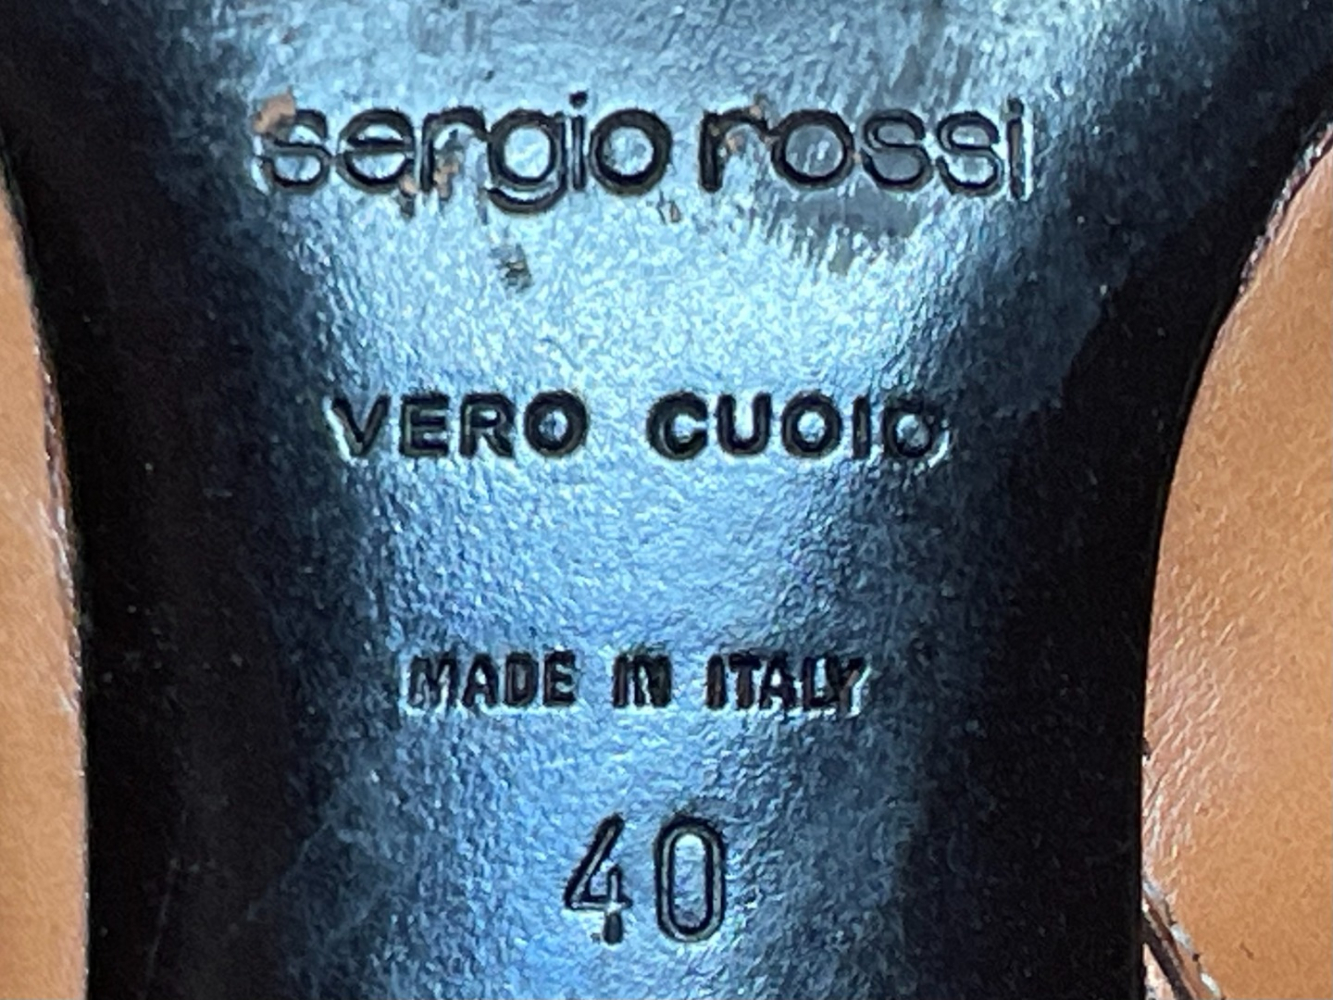 sergio rossi
VERO CUOIO
MADE IN ITALY
40